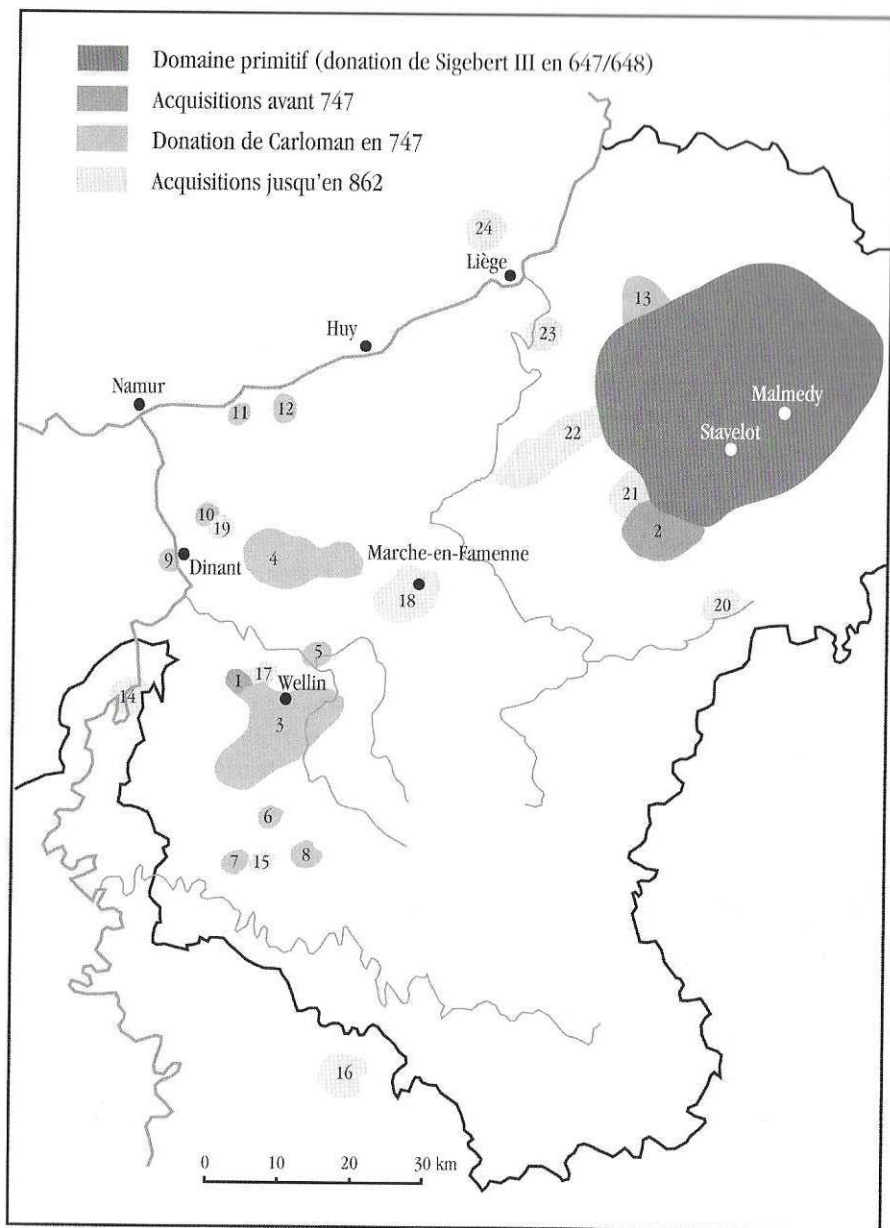 Domaine primitif (donation de Sigebert III en 647/648)
Acquisitions avant 747
Donation de Carloman en 747
Acquisitions jusqu'en 862
24
Liège
13
Huy
23
Namur
11
12
Malmedy
22
Stavelot
21
10
19
2
9
Dinant
4
Marche-en-Famenne
18
20
5
17
1
Wellin
14
3
6
7
15
8
16
0
10
20
30 km